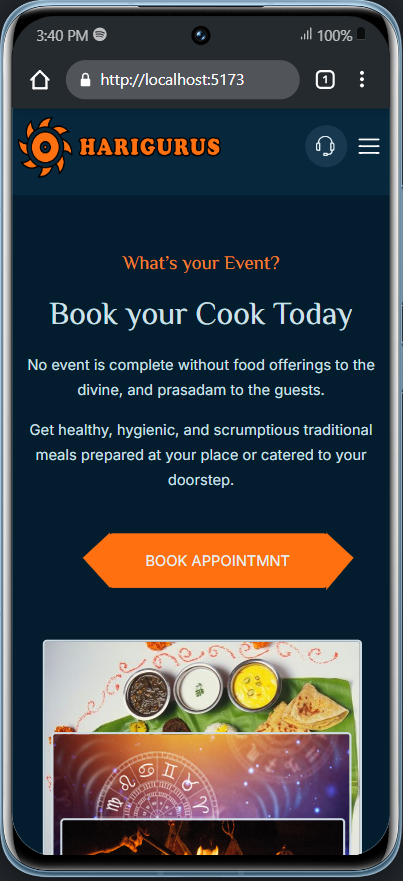 3:40 PM
100%
http://localhost:5173
1
HARIGURUS
What's your Event?
Book your Cook Today
No event is complete without food offerings to the
divine, and prasadam to the guests.
Get healthy, hygienic, and scrumptious traditional
meals prepared at your place or catered to your
doorstep.
BOOK APPOINTMNT